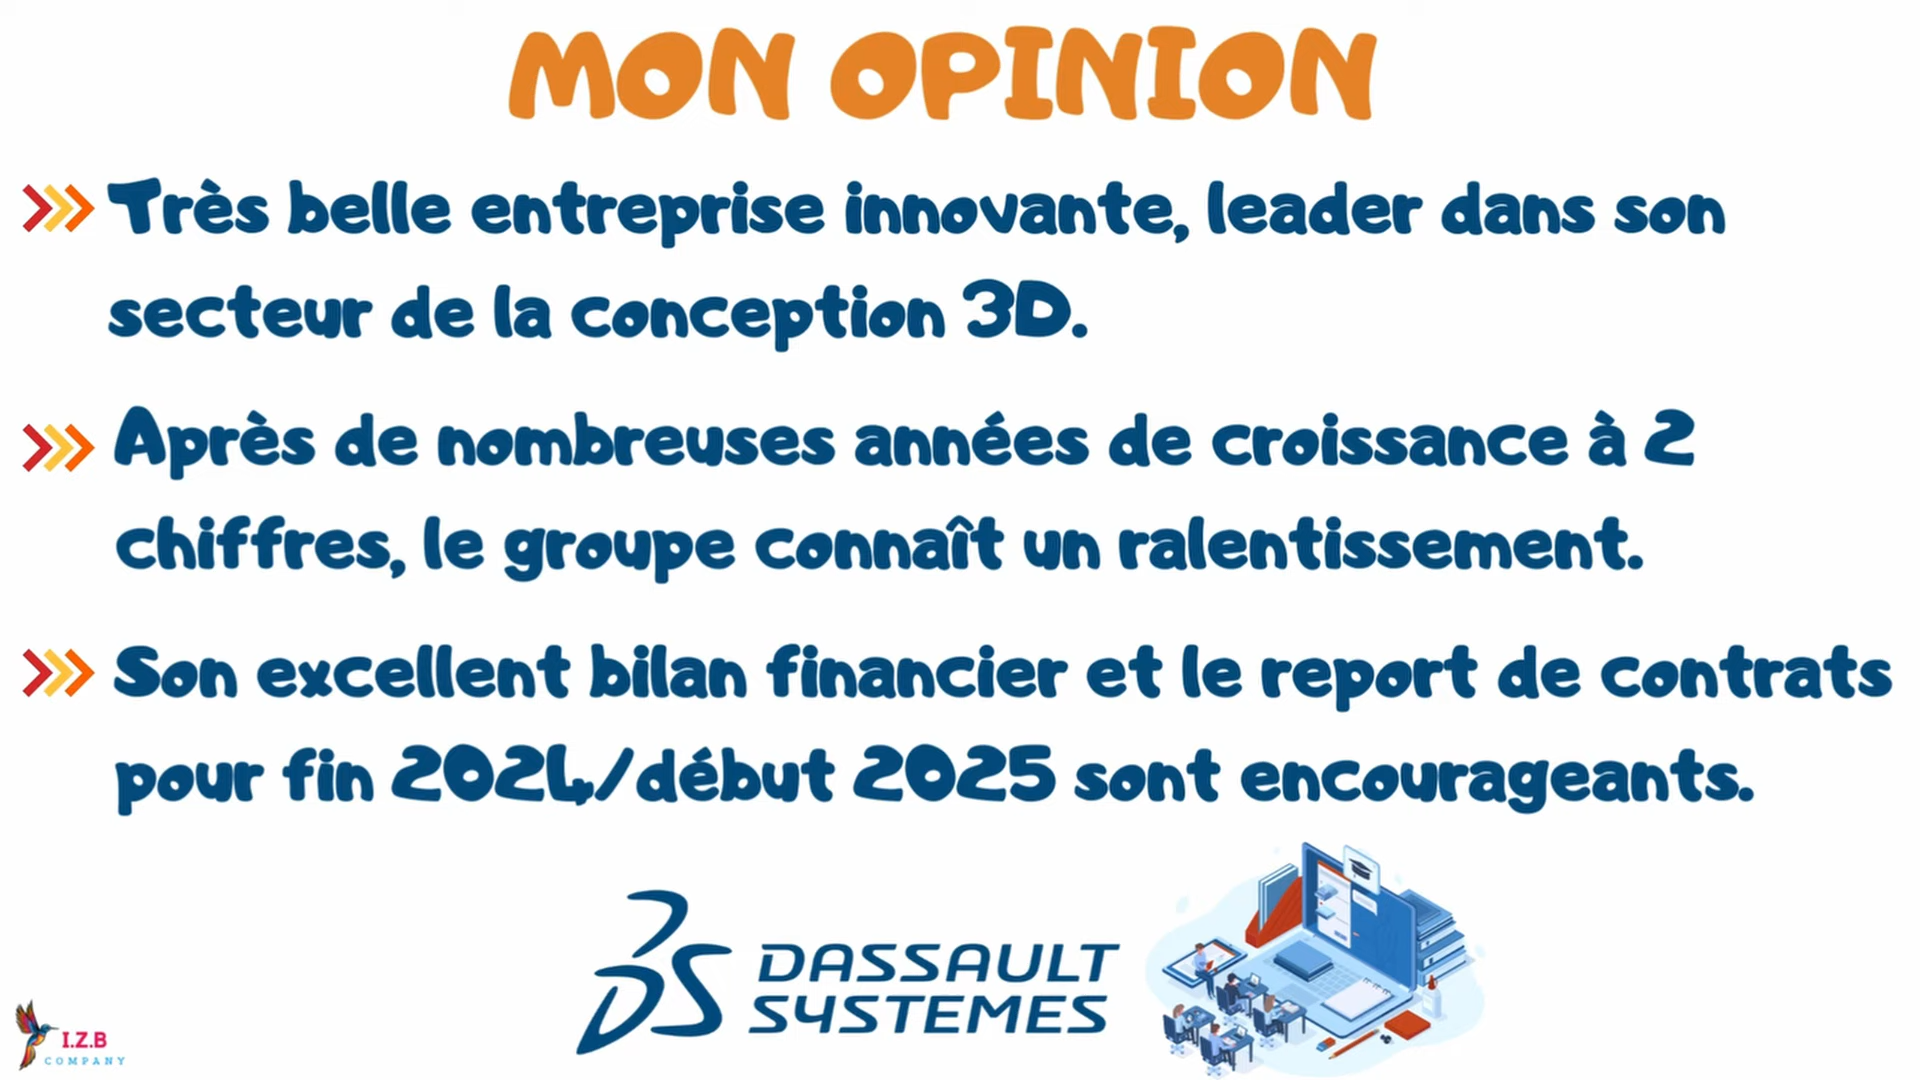 MON OPINION
Très belle entreprise innovante, leader dans son
secteur de la conception 3D.
Après de nombreuses années de croissance à 2
chiffres, le groupe connaît un ralentissement.
Son excellent bilan financier et le report de contrats
pour fin 2024/début 2025 sont encourageants.
DASSAULT
SYSTEMES
I.Z.B
COMPANY